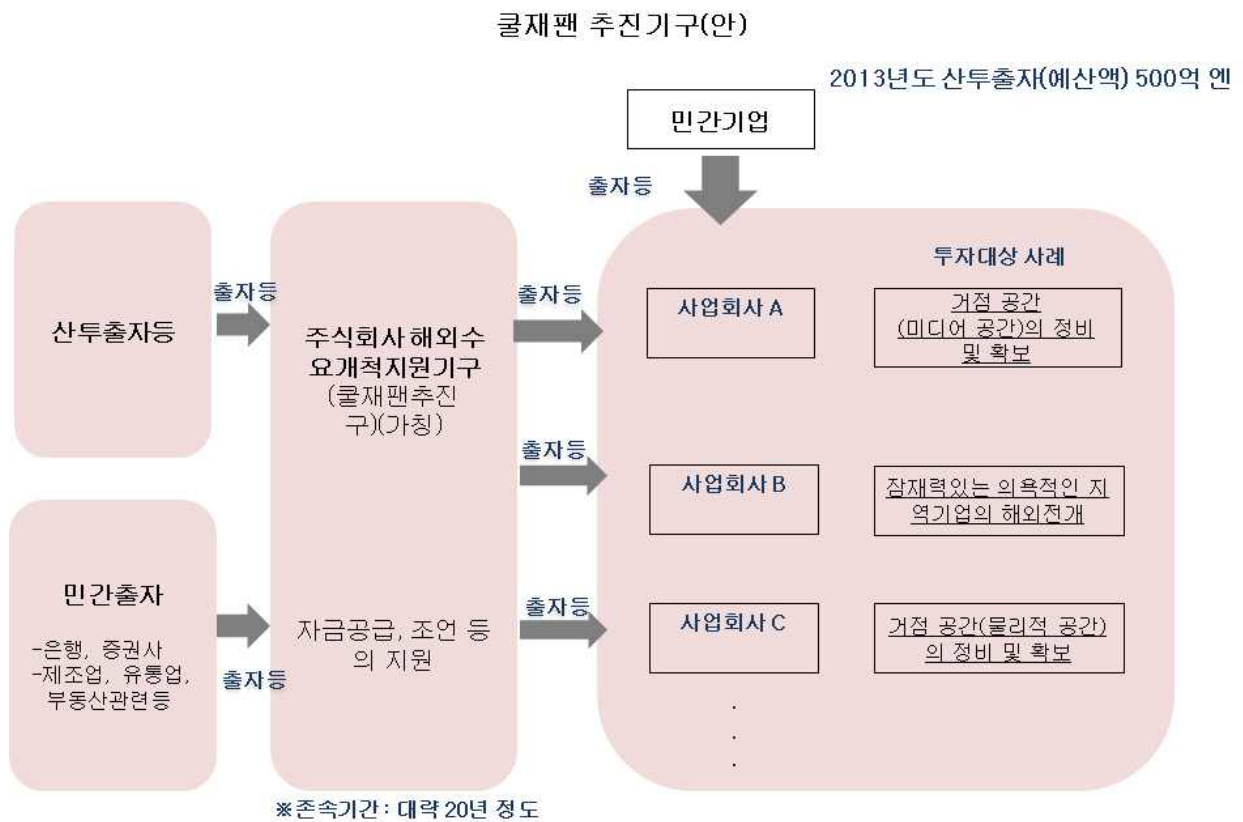 쿨재팬 추진기구(안)
2013년도 산투출자(예산액) 500억 엔
민간기업
출자등
산투출자등
출자등
주식회사 해외수
요개척지원기구
(쿨재팬추진
구)(가칭)
출자등
투자대상 사례
사업회사 A
거점 공간
(미디어 공간)의 정비
및 확보
출자등
사업회사 B
잠재력있는 의욕적인 지
역기업의 해외전개
민간출자
-은행, 증권사
-제조업, 유통업,
부동산관련등
출자등
자금공급, 조언 등
의 지원
출자등
사업회사 C
거점 공간(물리적 공간)
의 정비 및 확보
.
.
.
※존속기간 : 대략 20년 정도